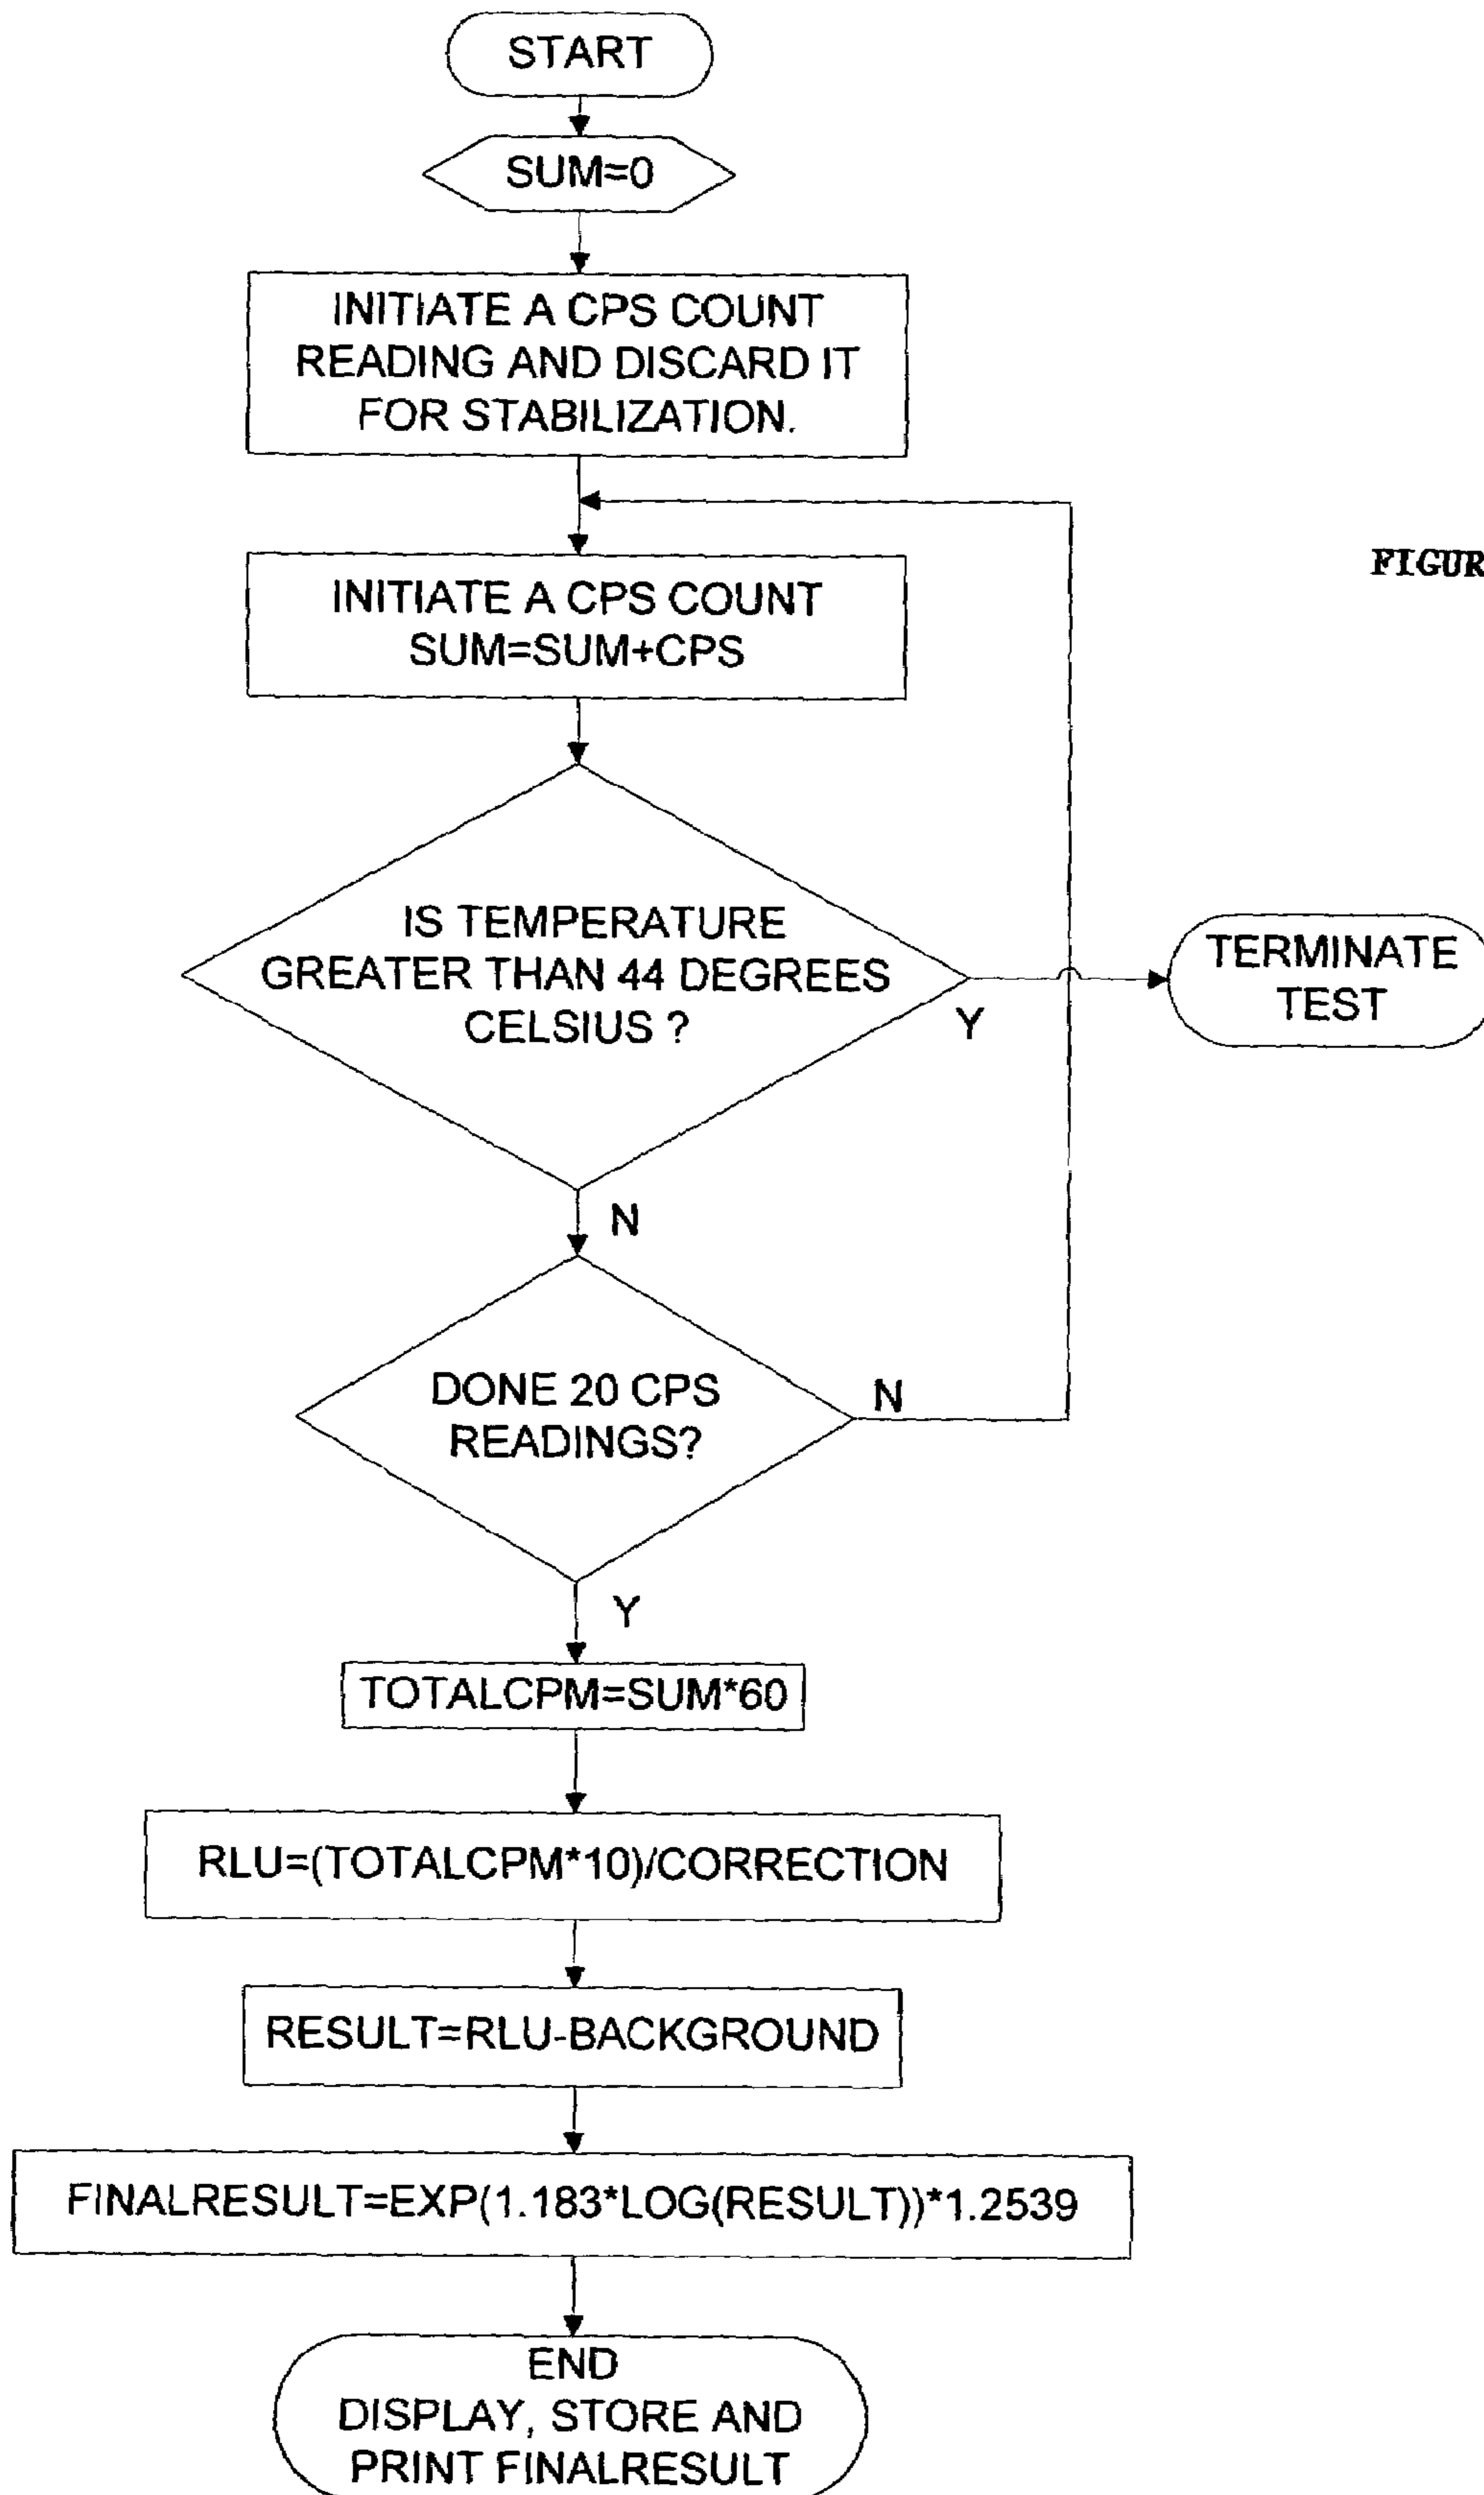 START
SUM=0
INITIATE A CPS COUNT
READING AND DISCARD IT
FOR STABILIZATION.
FIGUR
INITIATE A CPS COUNT
SUM=SUM+CPS
IS TEMPERATURE
GREATER THAN 44 DEGREES
CELSIUS ?
Y
TERMINATE
TEST
N
DONE 20 CPS
READINGS?
N
Y
TOTALCPM=SUM*60
RLU=(TOTALCPM*10)/CORRECTION
RESULT=RLU-BACKGROUND
FINALRESULT=EXP(1.183*LOG(RESULT))*1.2539
END
DISPLAY, STORE AND
PRINT FINALRESULT